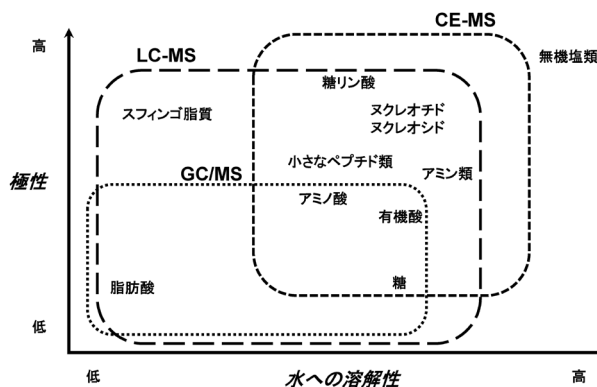 CE-MS
高
LC-MS
無機塩類
糖リン酸
スフィンゴ脂質
ヌクレオチド
ヌクレオシド
小さなペプチド類
極性
GC/MS
アミン類
アミノ酸
有機酸
脂肪酸
糖
低
低
水への溶解性
高